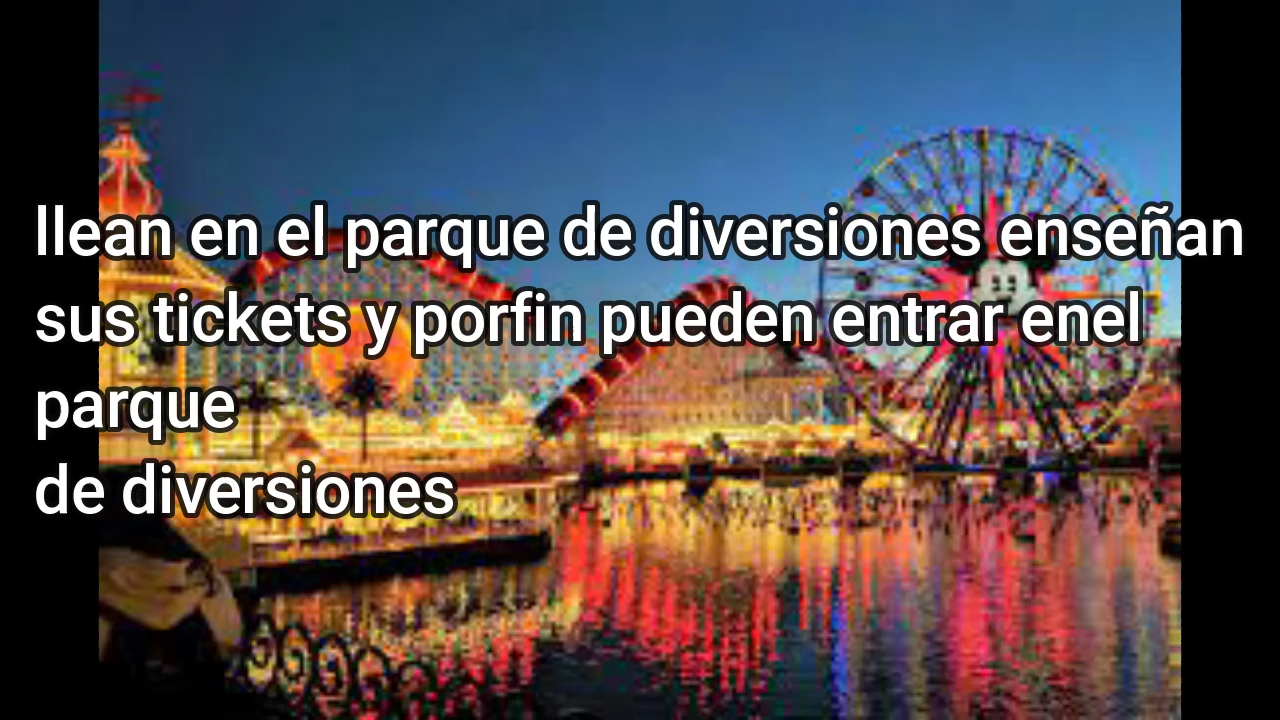 llean en el parque de diversiones enseñan
sus tickets y porfin pueden entrar enel
parque
de diversiones